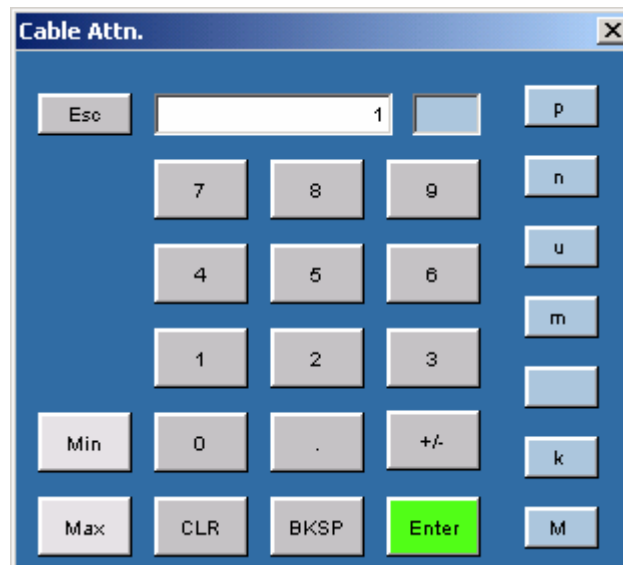 Cable Attn.
Esc 1 p
7 8 9 n
u
4 5 6
m
1 2 3
Min 0 . +/- k
Max CLR BKSP Enter M